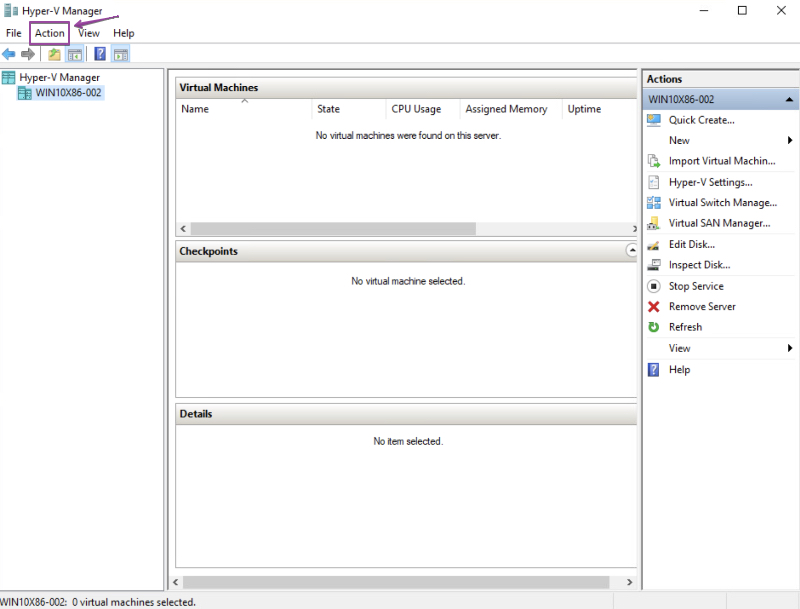 Hyper-V Manager
File Action View Help
Hyper-V Manager
WIN10X86-002
Virtual Machines
Name State CPU Usage Assigned Memory Uptime
No virtual machines were found on this server.
Checkpoints
No virtual machine selected.
Details
No item selected.
Actions
WIN10X86-002
Quick Create...
New
Import Virtual Machin...
Hyper-V Settings...
Virtual Switch Manage...
Virtual SAN Manager...
Edit Disk...
Inspect Disk...
Stop Service
Remove Server
Refresh
View
Help
WIN10X86-002: 0 virtual machines selected.